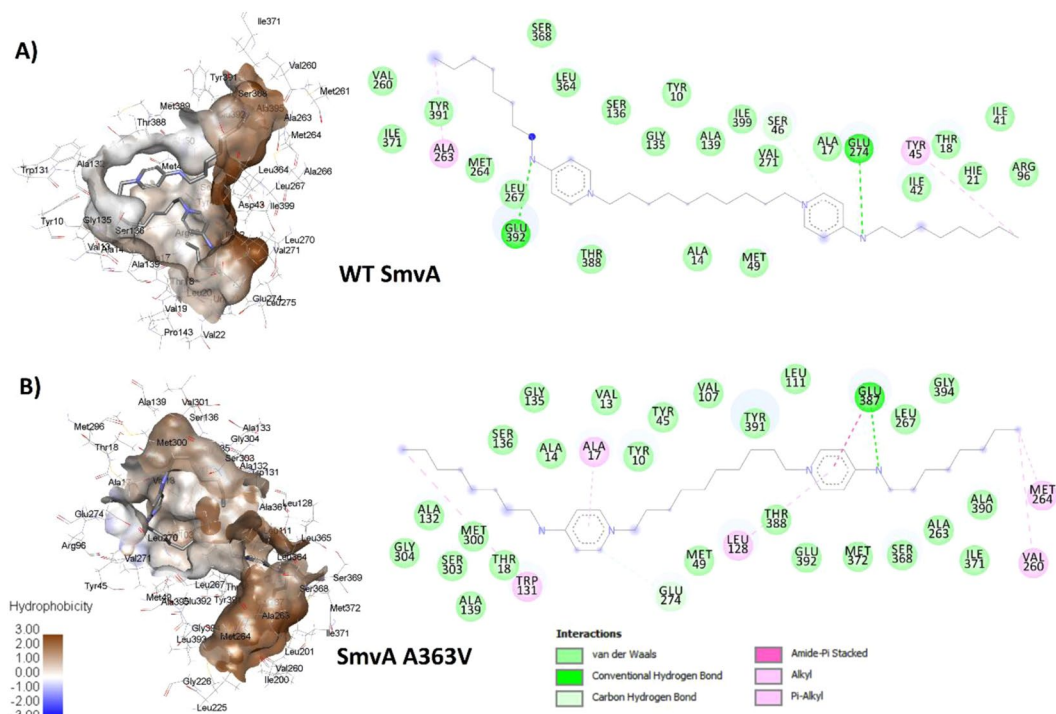 A)
Ile371
Val260
Tyr391
Ser368
Met261
Met389
Ala263
Thr388
Met264
Leu364
Ala266
Trp131
Leu267
Asp43
Ile399
Tyr10
Gly135
Ser136
Leu270
Val271
Ala139
Glu274
Leu275
Val19
Pro143
Val22
WT SmvA
SER 368
VAL 260
TYR 391
LEU 364
SER 136
TYR 10
ILE 371
ALA 263
MET 264
GLY 135
ALA 139
ILE 399
SER 46
VAL 271
ALA 17
GLU 274
TYR 45
THR 18
ILE 41
ILE 42
HIE 21
ARG 96
LEU 267
GLU 392
THR 388
ALA 14
MET 49
B)
Ala139
Val301
Ser136
Met296
Met300
Gly304
Thr18
Ser303
Ala132
Trp131
Glu274
Leu128
Ala361
Arg96
Leu270
Leu364
Leu365
Val271
Tyr45
Leu267
Ser369
Ser368
Met49
Glu392
Met372
Ala263
Leu393
Met264
Ile371
Leu201
Val260
Gly226
Ile200
Leu225
SmvA A363V
Hydrophobicity
3.00
2.00
1.00
0.00
-1.00
-2.00
-3.00
GLY 135
VAL 13
TYR 45
VAL 107
LEU 111
TYR 391
GLU 387
GLY 394
LEU 267
SER 136
ALA 14
ALA 17
TYR 10
MET 264
ALA 132
MET 300
GLY 304
SER 303
THR 18
TRP 131
ALA 139
GLU 274
MET 49
LEU 128
THR 388
GLU 392
MET 372
SER 368
ALA 263
ALA 390
ILE 371
VAL 260
Interactions
van der Waals
Conventional Hydrogen Bond
Carbon Hydrogen Bond
Amide-Pi Stacked
Alkyl
Pi-Alkyl